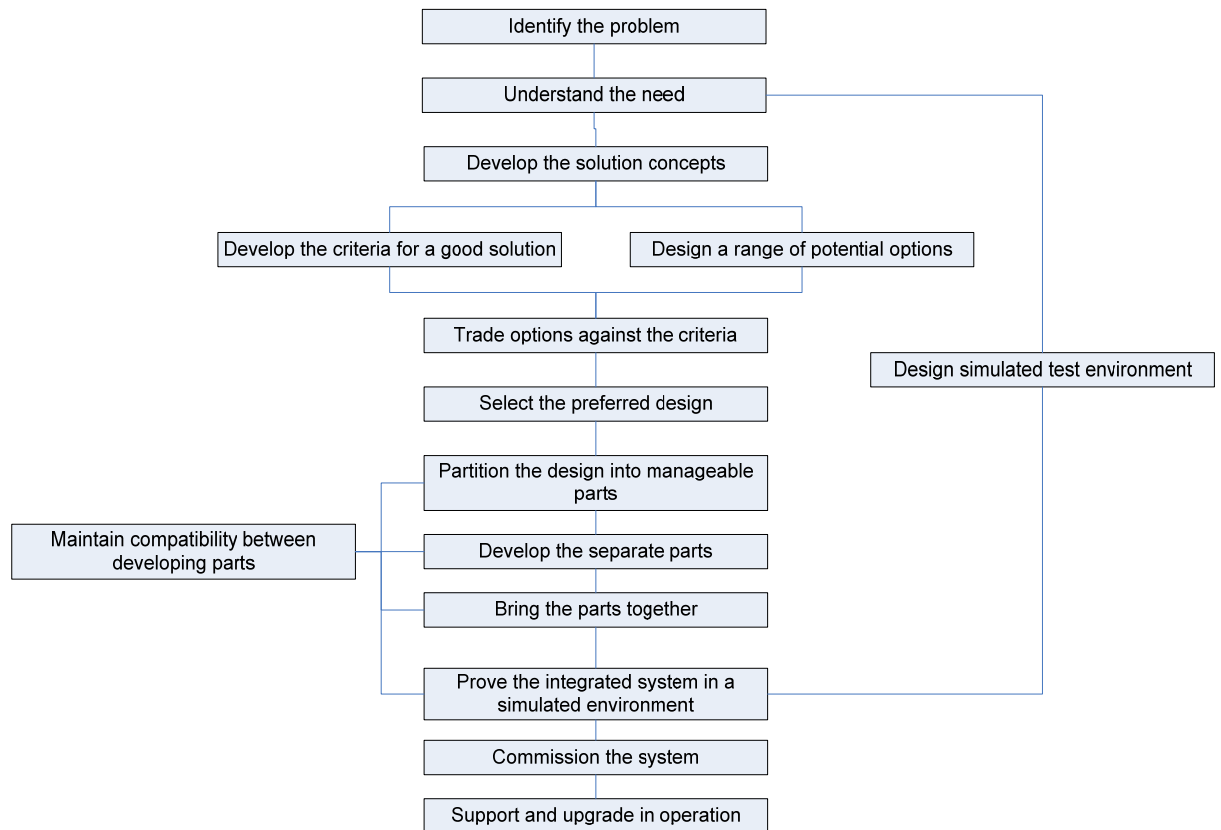 Identify the problem
Understand the need
Develop the solution concepts
Develop the criteria for a good solution
Design a range of potential options
Trade options against the criteria
Design simulated test environment
Select the preferred design
Partition the design into manageable
parts
Maintain compatibility between
developing parts
Develop the separate parts
Bring the parts together
Prove the integrated system in a
simulated environment
Commission the system
Support and upgrade in operation